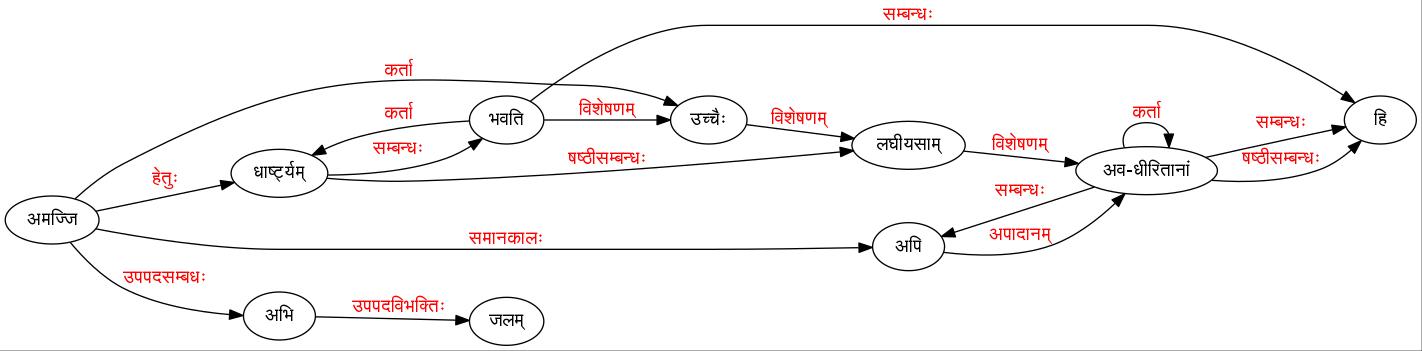 सम्बन्धः
कर्ता
कर्ता
विशेषणम्
भवति
उच्चैः
विशेषणम्
हि
सम्बन्धः
कर्ता
सम्बन्धः
लघीयसाम्
विशेषणम्
षष्ठीसम्बन्धः
षष्ठीसम्बन्धः
धार्ष्ट्यम्
हेतुः
अव-धीरितानां
सम्बन्धः
अमज्जि
समानकालः
अपि
अपादानम्
उपपदसम्बधः
अभि
उपपदविभक्तिः
जलम्